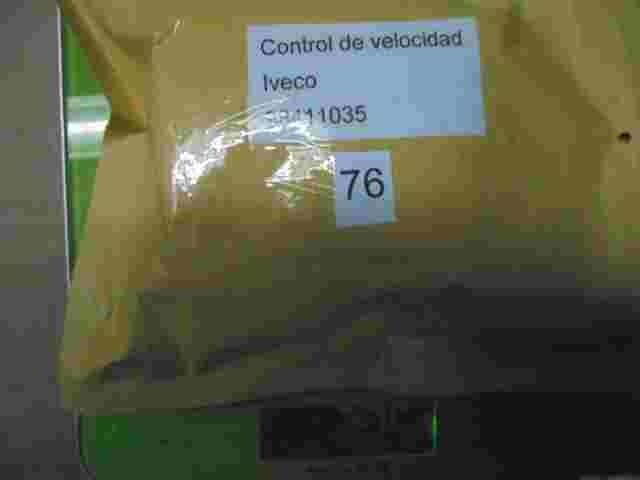 Control de velocidad
Iveco
76